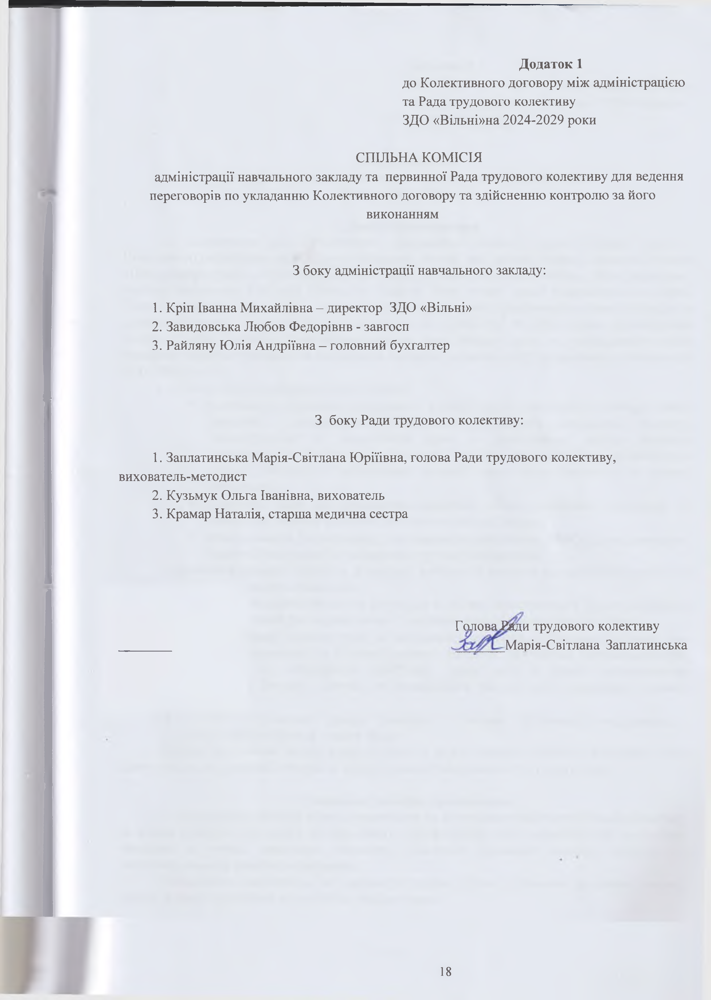 Додаток 1
до Колективного договору між адміністрацією
та Рада трудового колективу
ЗДО «Вільні»на 2024-2029 роки
СПІЛЬНА КОМІСІЯ
адміністрації навчального закладу та первинної Рада трудового колективу для ведення
переговорів по укладанню Колективного договору та здійсненню контролю за його
виконанням
З боку адміністрації навчального закладу:
1. Кріп Іванна Михайлівна – директор ЗДО «Вільні»
2. Завидовська Любов Федорівнв - завгосп
3. Райляну Юлія Андріївна – головний бухгалтер
З боку Ради трудового колективу:
1. Заплатинська Марія-Світлана Юріїівна, голова Ради трудового колективу,
вихователь-методист
2. Кузьмук Ольга Іванівна, вихователь
3. Крамар Наталія, старша медична сестра
Голова Ради трудового колективу
Марія-Світлана Заплатинська
18